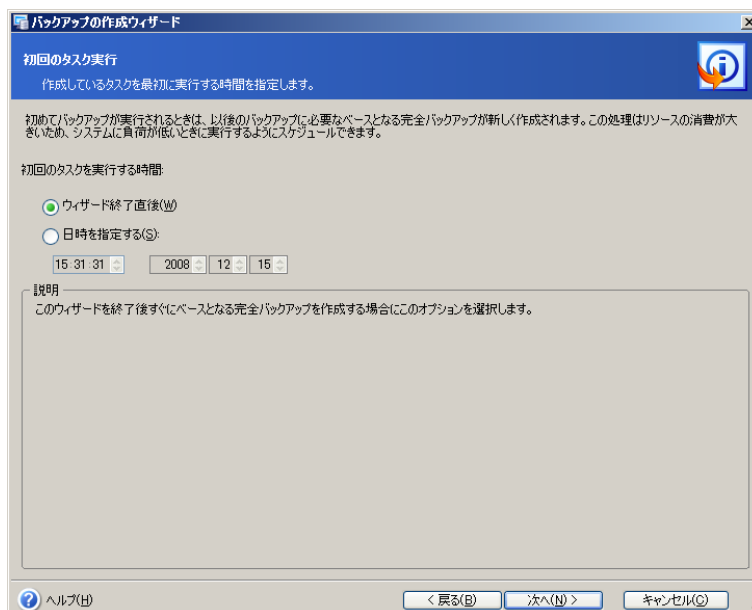 バックアップの作成ウィザード
初回のタスク実行
作成しているタスクを最初に実行する時間を指定します。
初めてバックアップが実行されるときは、以後のバックアップに必要なベースとなる完全バックアップが新しく作成されます。この処理はリソースの消費が大
きいため、システムに負荷が低いときに実行するようにスケジュールできます。
初回のタスクを実行する時間:
ウィザード終了直後(W)
日時を指定する(S):
15:31:31 2008 12 15
説明
このウィザードを終了後すぐにベースとなる完全バックアップを作成する場合にこのオプションを選択します。
ヘルプ(H) < 戻る(B) 次へ(N) > キャンセル(C)